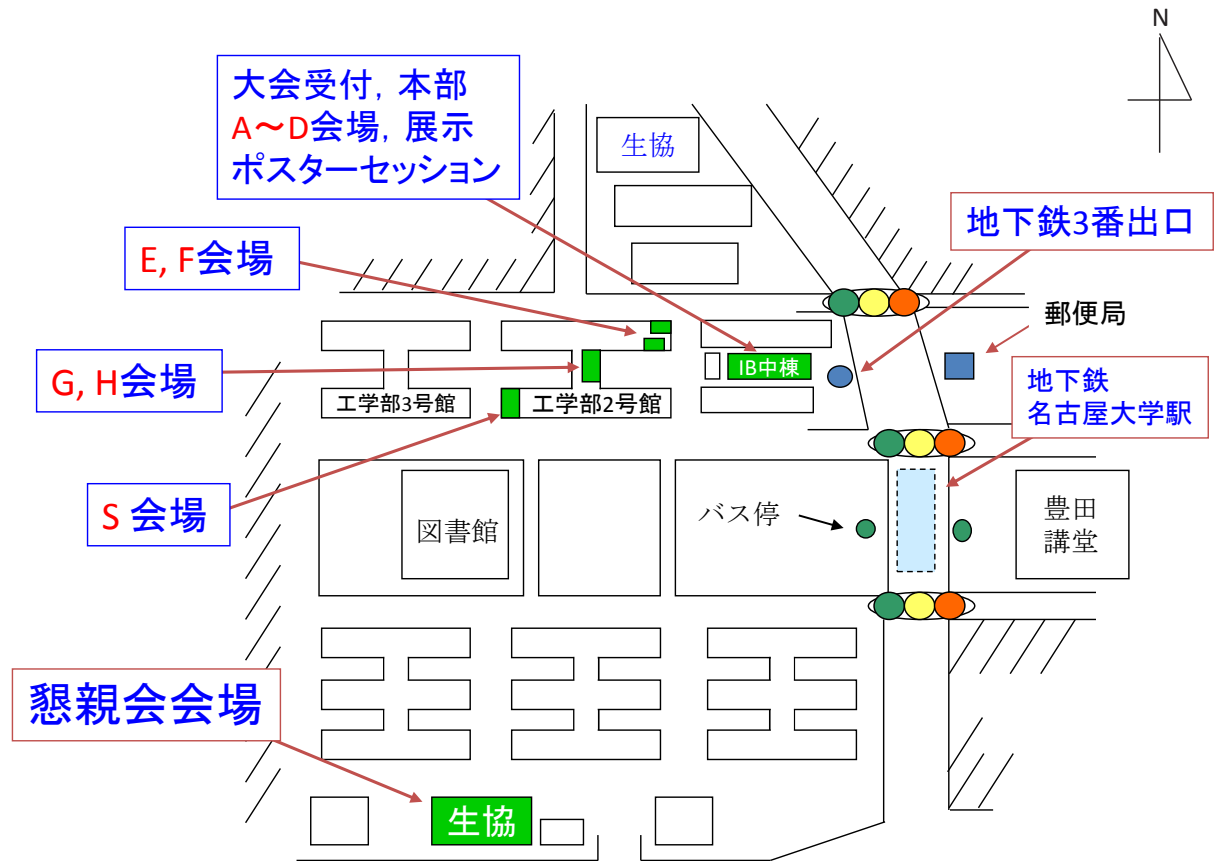 N
大会受付, 本部
A～D会場, 展示
ポスターセッション
生協
地下鉄3番出口
E, F会場
郵便局
G, H会場
IB中棟
地下鉄
名古屋大学駅
工学部3号館
工学部2号館
S 会場
図書館
バス停
豊田
講堂
懇親会会場
生協